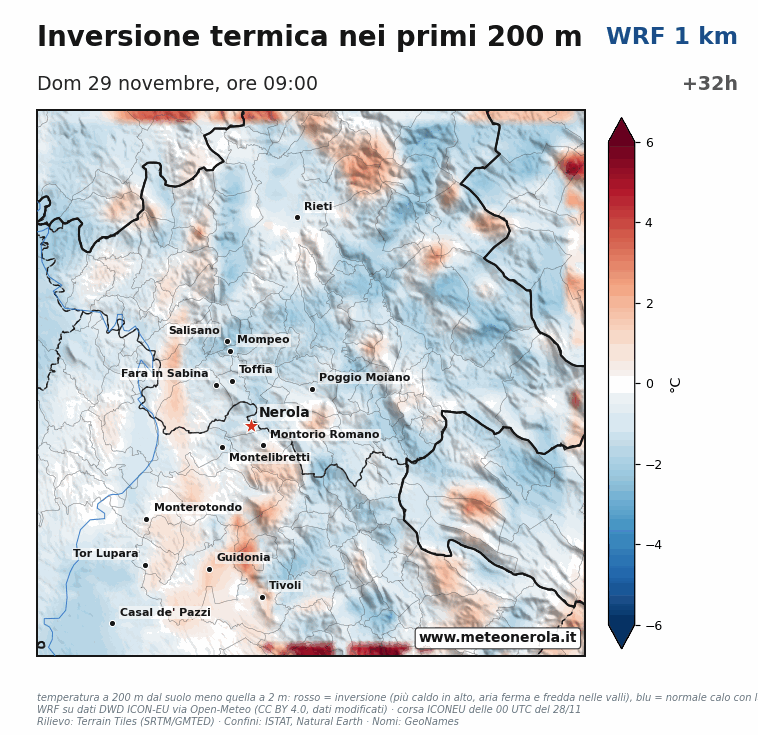 Inversione termica nei primi 200 m
WRF 1 km
Dom 29 novembre, ore 09:00
+32h
Rieti
Salisano
Mompeo
Fara in Sabina
Toffia
Poggio Moiano
Nerola
Montorio Romano
Montelibretti
Monterotondo
Tor Lupara
Guidonia
Tivoli
Casal de' Pazzi
www.meteonerola.it
6
4
2
0
−2
−4
−6
°C
temperatura a 200 m dal suolo meno quella a 2 m: rosso = inversione (più caldo in alto, aria ferma e fredda nelle valli), blu = normale calo con l
WRF su dati DWD ICON-EU via Open-Meteo (CC BY 4.0, dati modificati) · corsa ICONEU delle 00 UTC del 28/11
Rilievo: Terrain Tiles (SRTM/GMTED) · Confini: ISTAT, Natural Earth · Nomi: GeoNames